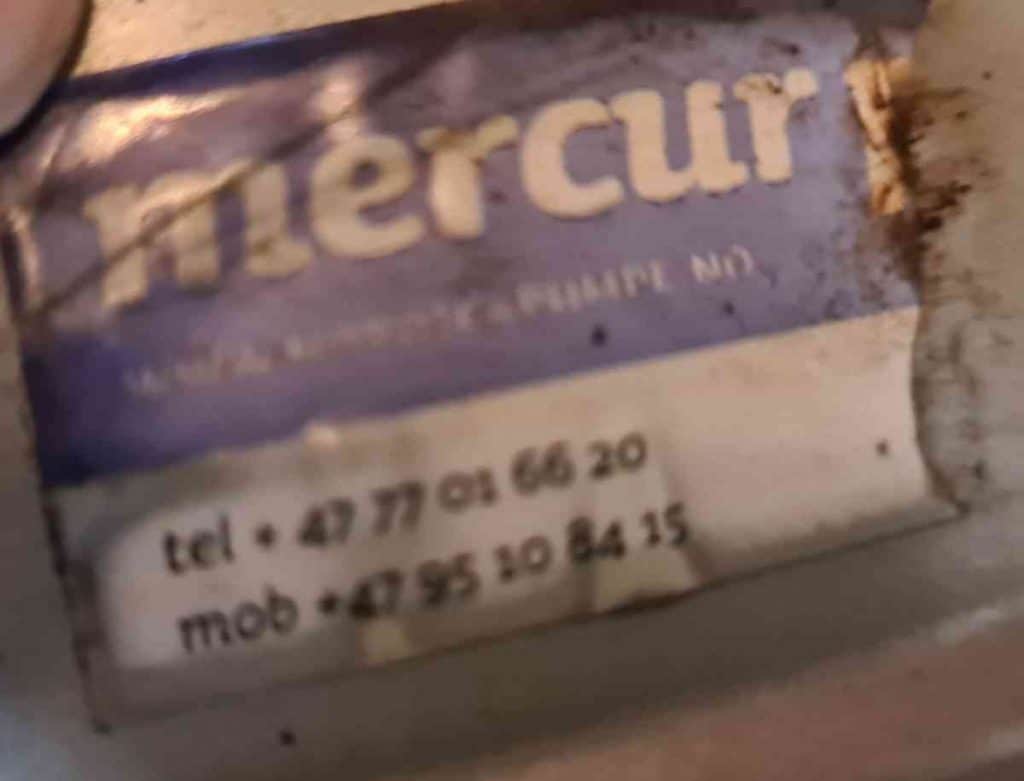 mercur
tel + 47 77 01 66 20
mob +47 95 10 84 15